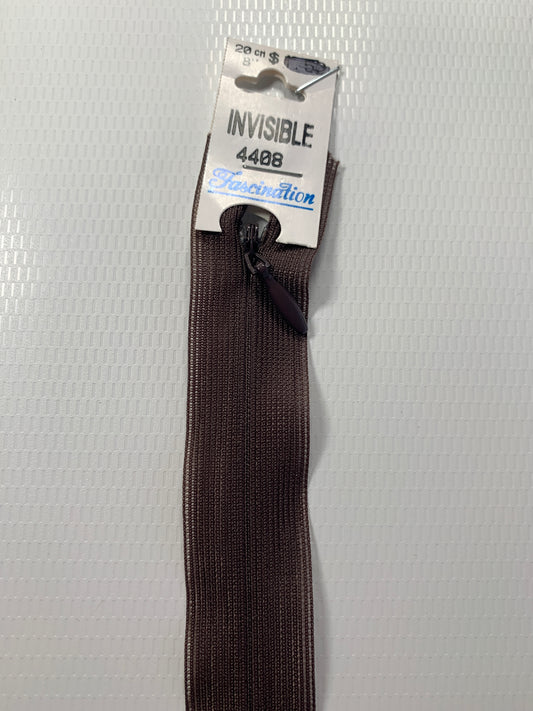 20 CM $
8"
INVISIBLE
4408
Fascination